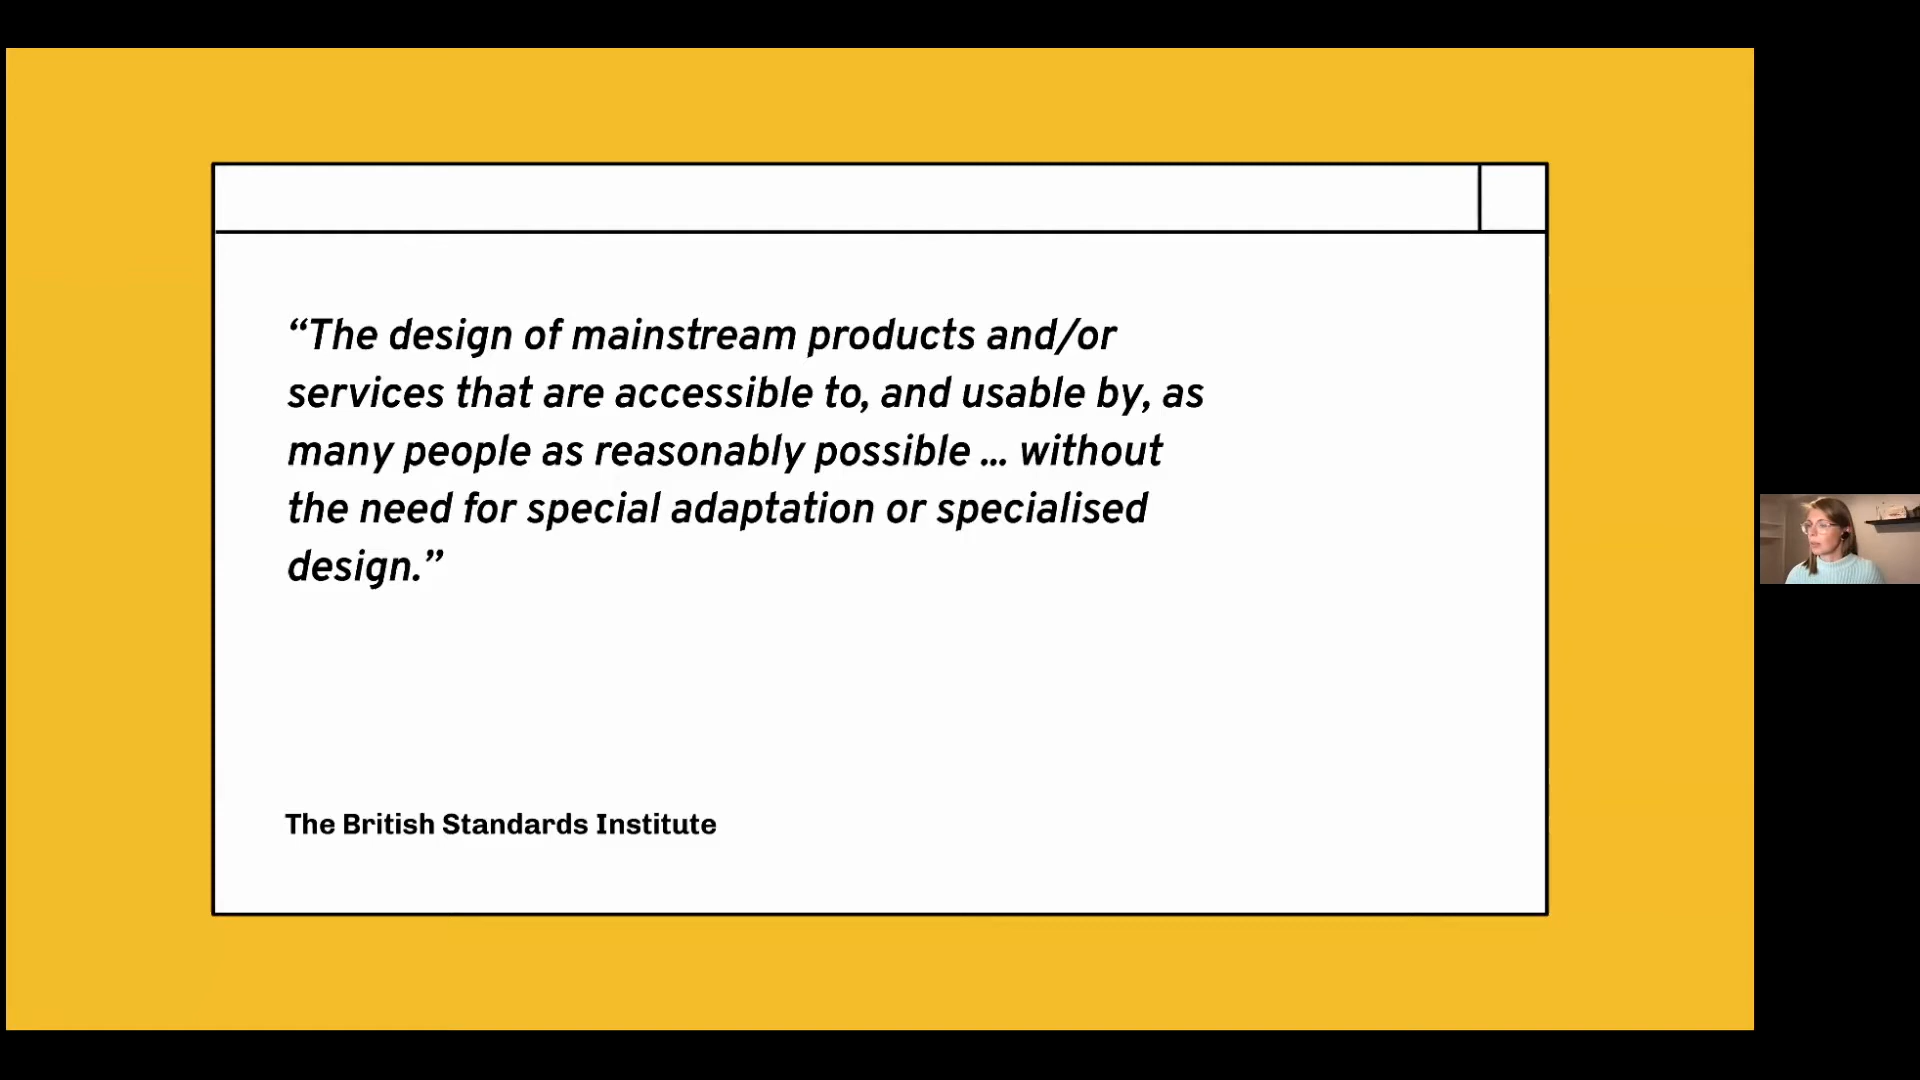 “The design of mainstream products and/or
services that are accessible to, and usable by, as
many people as reasonably possible ... without
the need for special adaptation or specialised
design.”
The British Standards Institute